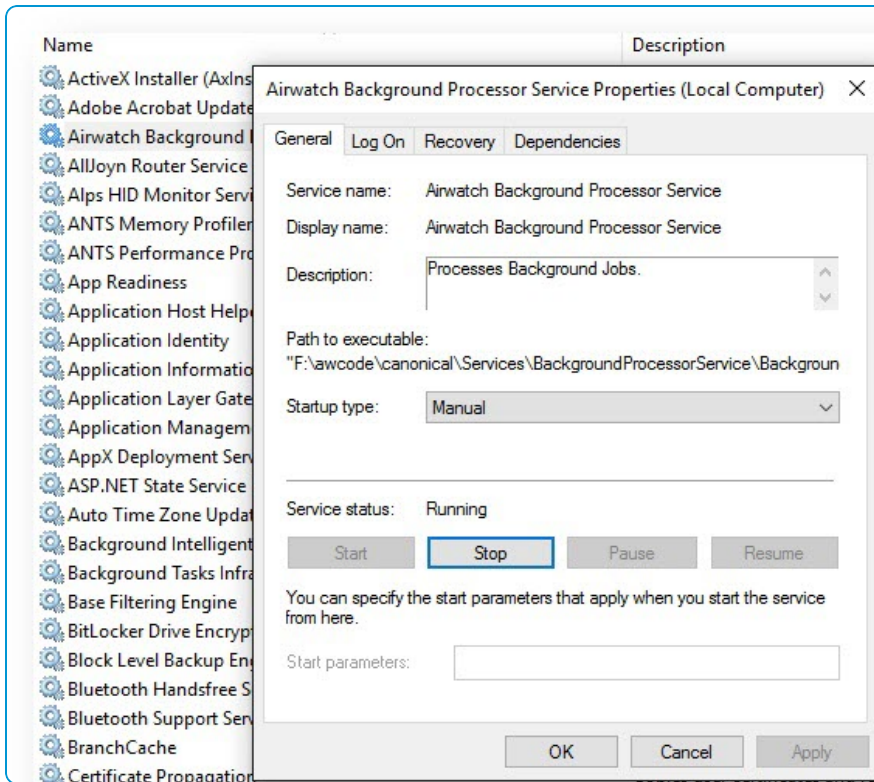 Name
Description
ActiveX Installer (AxIns
Adobe Acrobat Update
Airwatch Background
AllJoyn Router Service
Alps HID Monitor Servi
ANTS Memory Profiler
ANTS Performance Pro
App Readiness
Application Host Helpe
Application Identity
Application Informatio
Application Layer Gate
Application Managem
AppX Deployment Serv
ASP.NET State Service
Auto Time Zone Updat
Background Intelligent
Background Tasks Infra
Base Filtering Engine
BitLocker Drive Encrypt
Block Level Backup Eng
Bluetooth Handsfree S
Bluetooth Support Serv
BranchCache
Certificate Propagation
Airwatch Background Processor Service Properties (Local Computer)
General
Log On
Recovery
Dependencies
Service name: Airwatch Background Processor Service
Display name: Airwatch Background Processor Service
Description: Processes Background Jobs.
Path to executable:
"F:\awcode\canonical\Services\BackgroundProcessorService\Backgroun
Startup type: Manual
Service status: Running
Start
Stop
Pause
Resume
You can specify the start parameters that apply when you start the service
from here.
Start parameters:
OK
Cancel
Apply